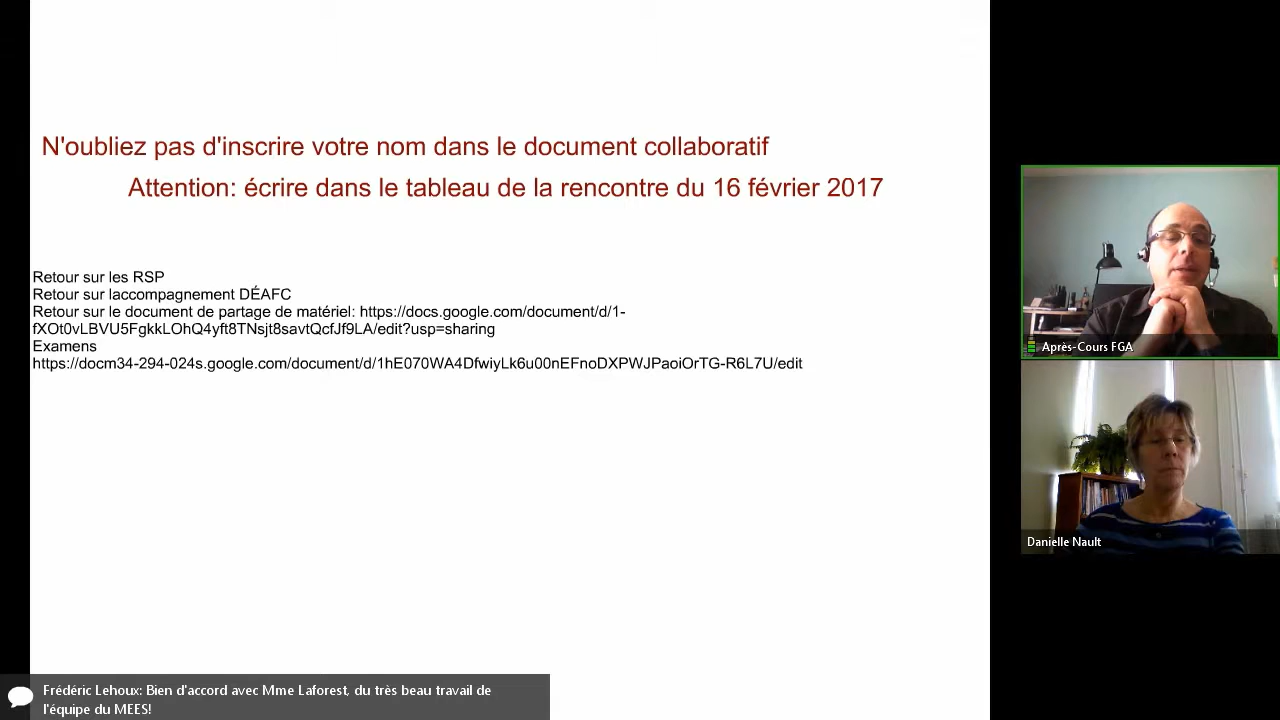 N'oubliez pas d'inscrire votre nom dans le document collaboratif
Attention: écrire dans le tableau de la rencontre du 16 février 2017
Retour sur les RSP
Retour sur laccompagnement DÉAFC
Retour sur le document de partage de matériel: https://docs.google.com/document/d/1-
fXOt0vLBVU5FgkkLOhQ4yft8TNsjt8savtQcfJf9LA/edit?usp=sharing
Examens
https://docm34-294-024s.google.com/document/d/1hE070WA4DfwiyLk6u00nEFnoDXPWJPaoiOrTG-R6L7U/edit
Après-Cours FGA
Danielle Nault
Frédéric Lehoux: Bien d'accord avec Mme Laforest, du très beau travail de
l'équipe du MEES!